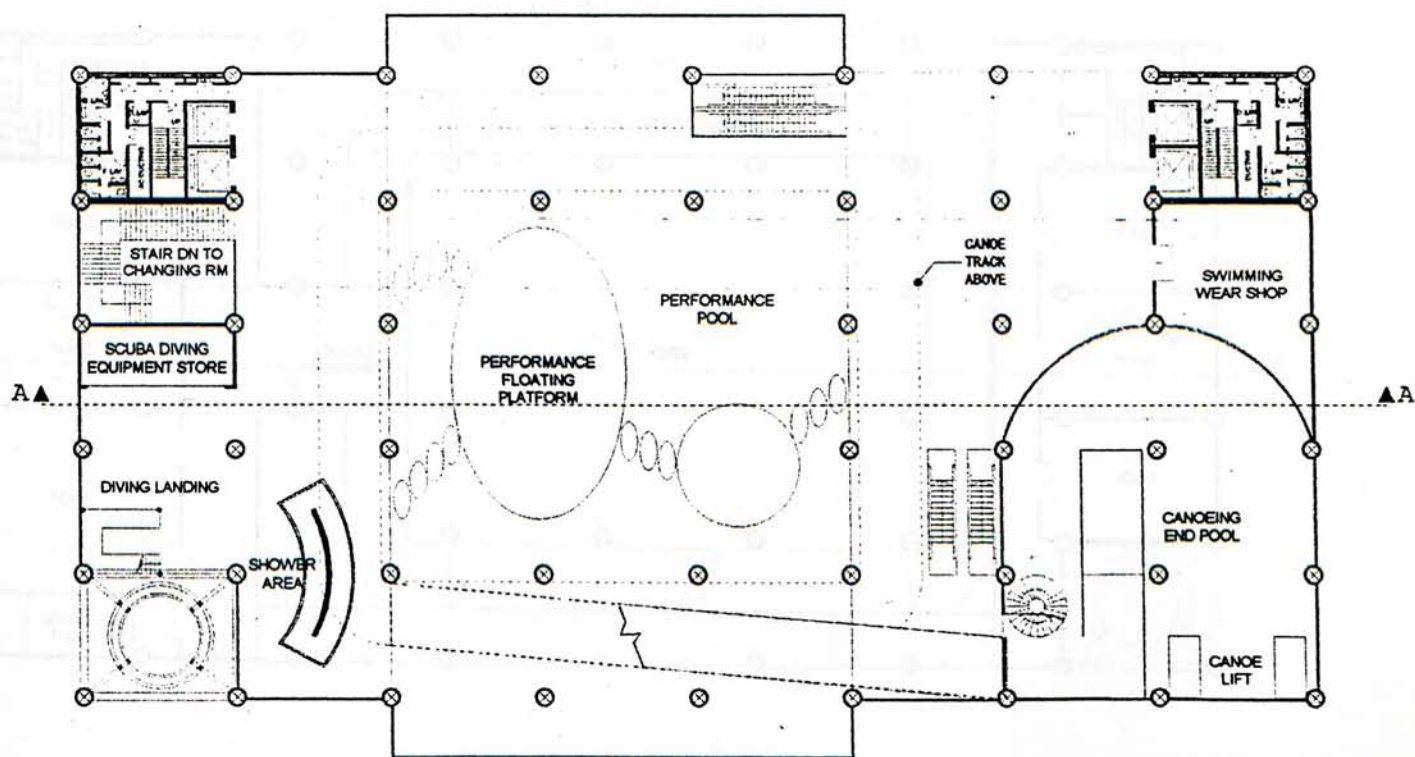 STAIR DN TO
CHANGING RM
SCUBA DIVING
EQUIPMENT STORE
A
DIVING LANDING
SHOWER
AREA
PERFORMANCE
FLOATING
PLATFORM
PERFORMANCE
POOL
CANOE
TRACK
ABOVE
SWIMMING
WEAR SHOP
A
CANOEING
END POOL
CANOE
LIFT